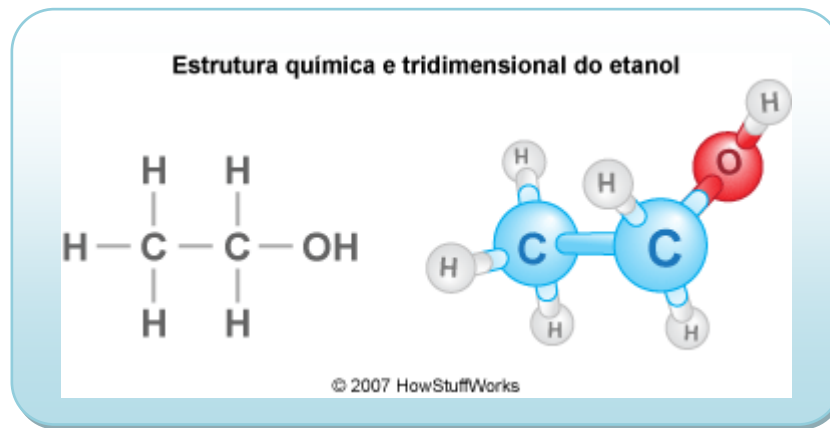 Estrutura química e tridimensional do etanol
H H
H C C OH
H H
H
O
H
H
C
C
H
H
H
© 2007 HowStuffWorks